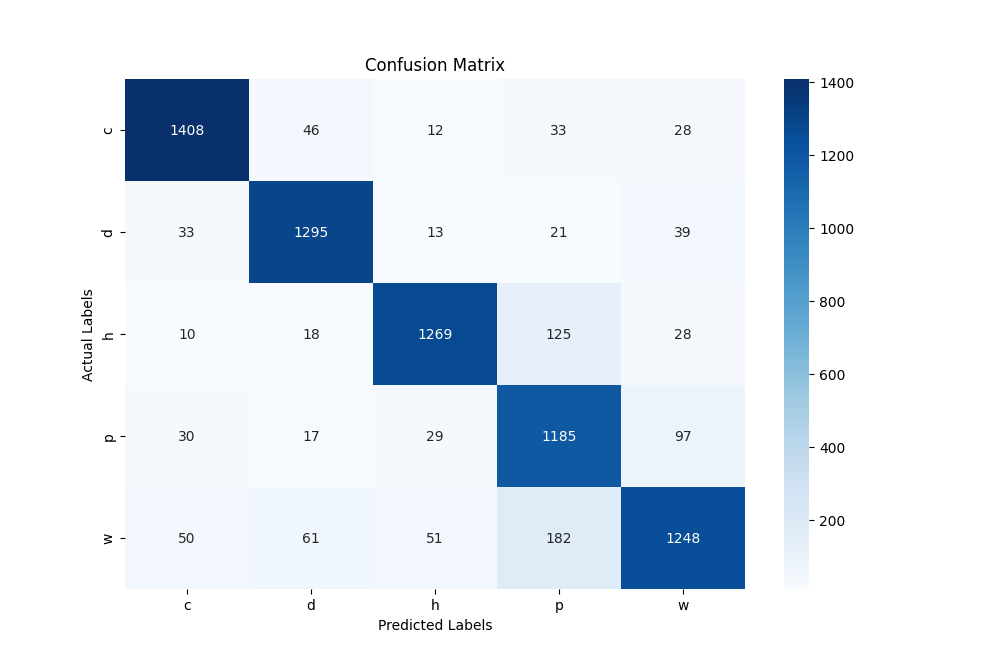 Confusion Matrix
c 1408 46 12 33 28
d 33 1295 13 21 39
h 10 18 1269 125 28
p 30 17 29 1185 97
w 50 61 51 182 1248
c d h p w
Predicted Labels
Actual Labels
1400
1200
1000
800
600
400
200